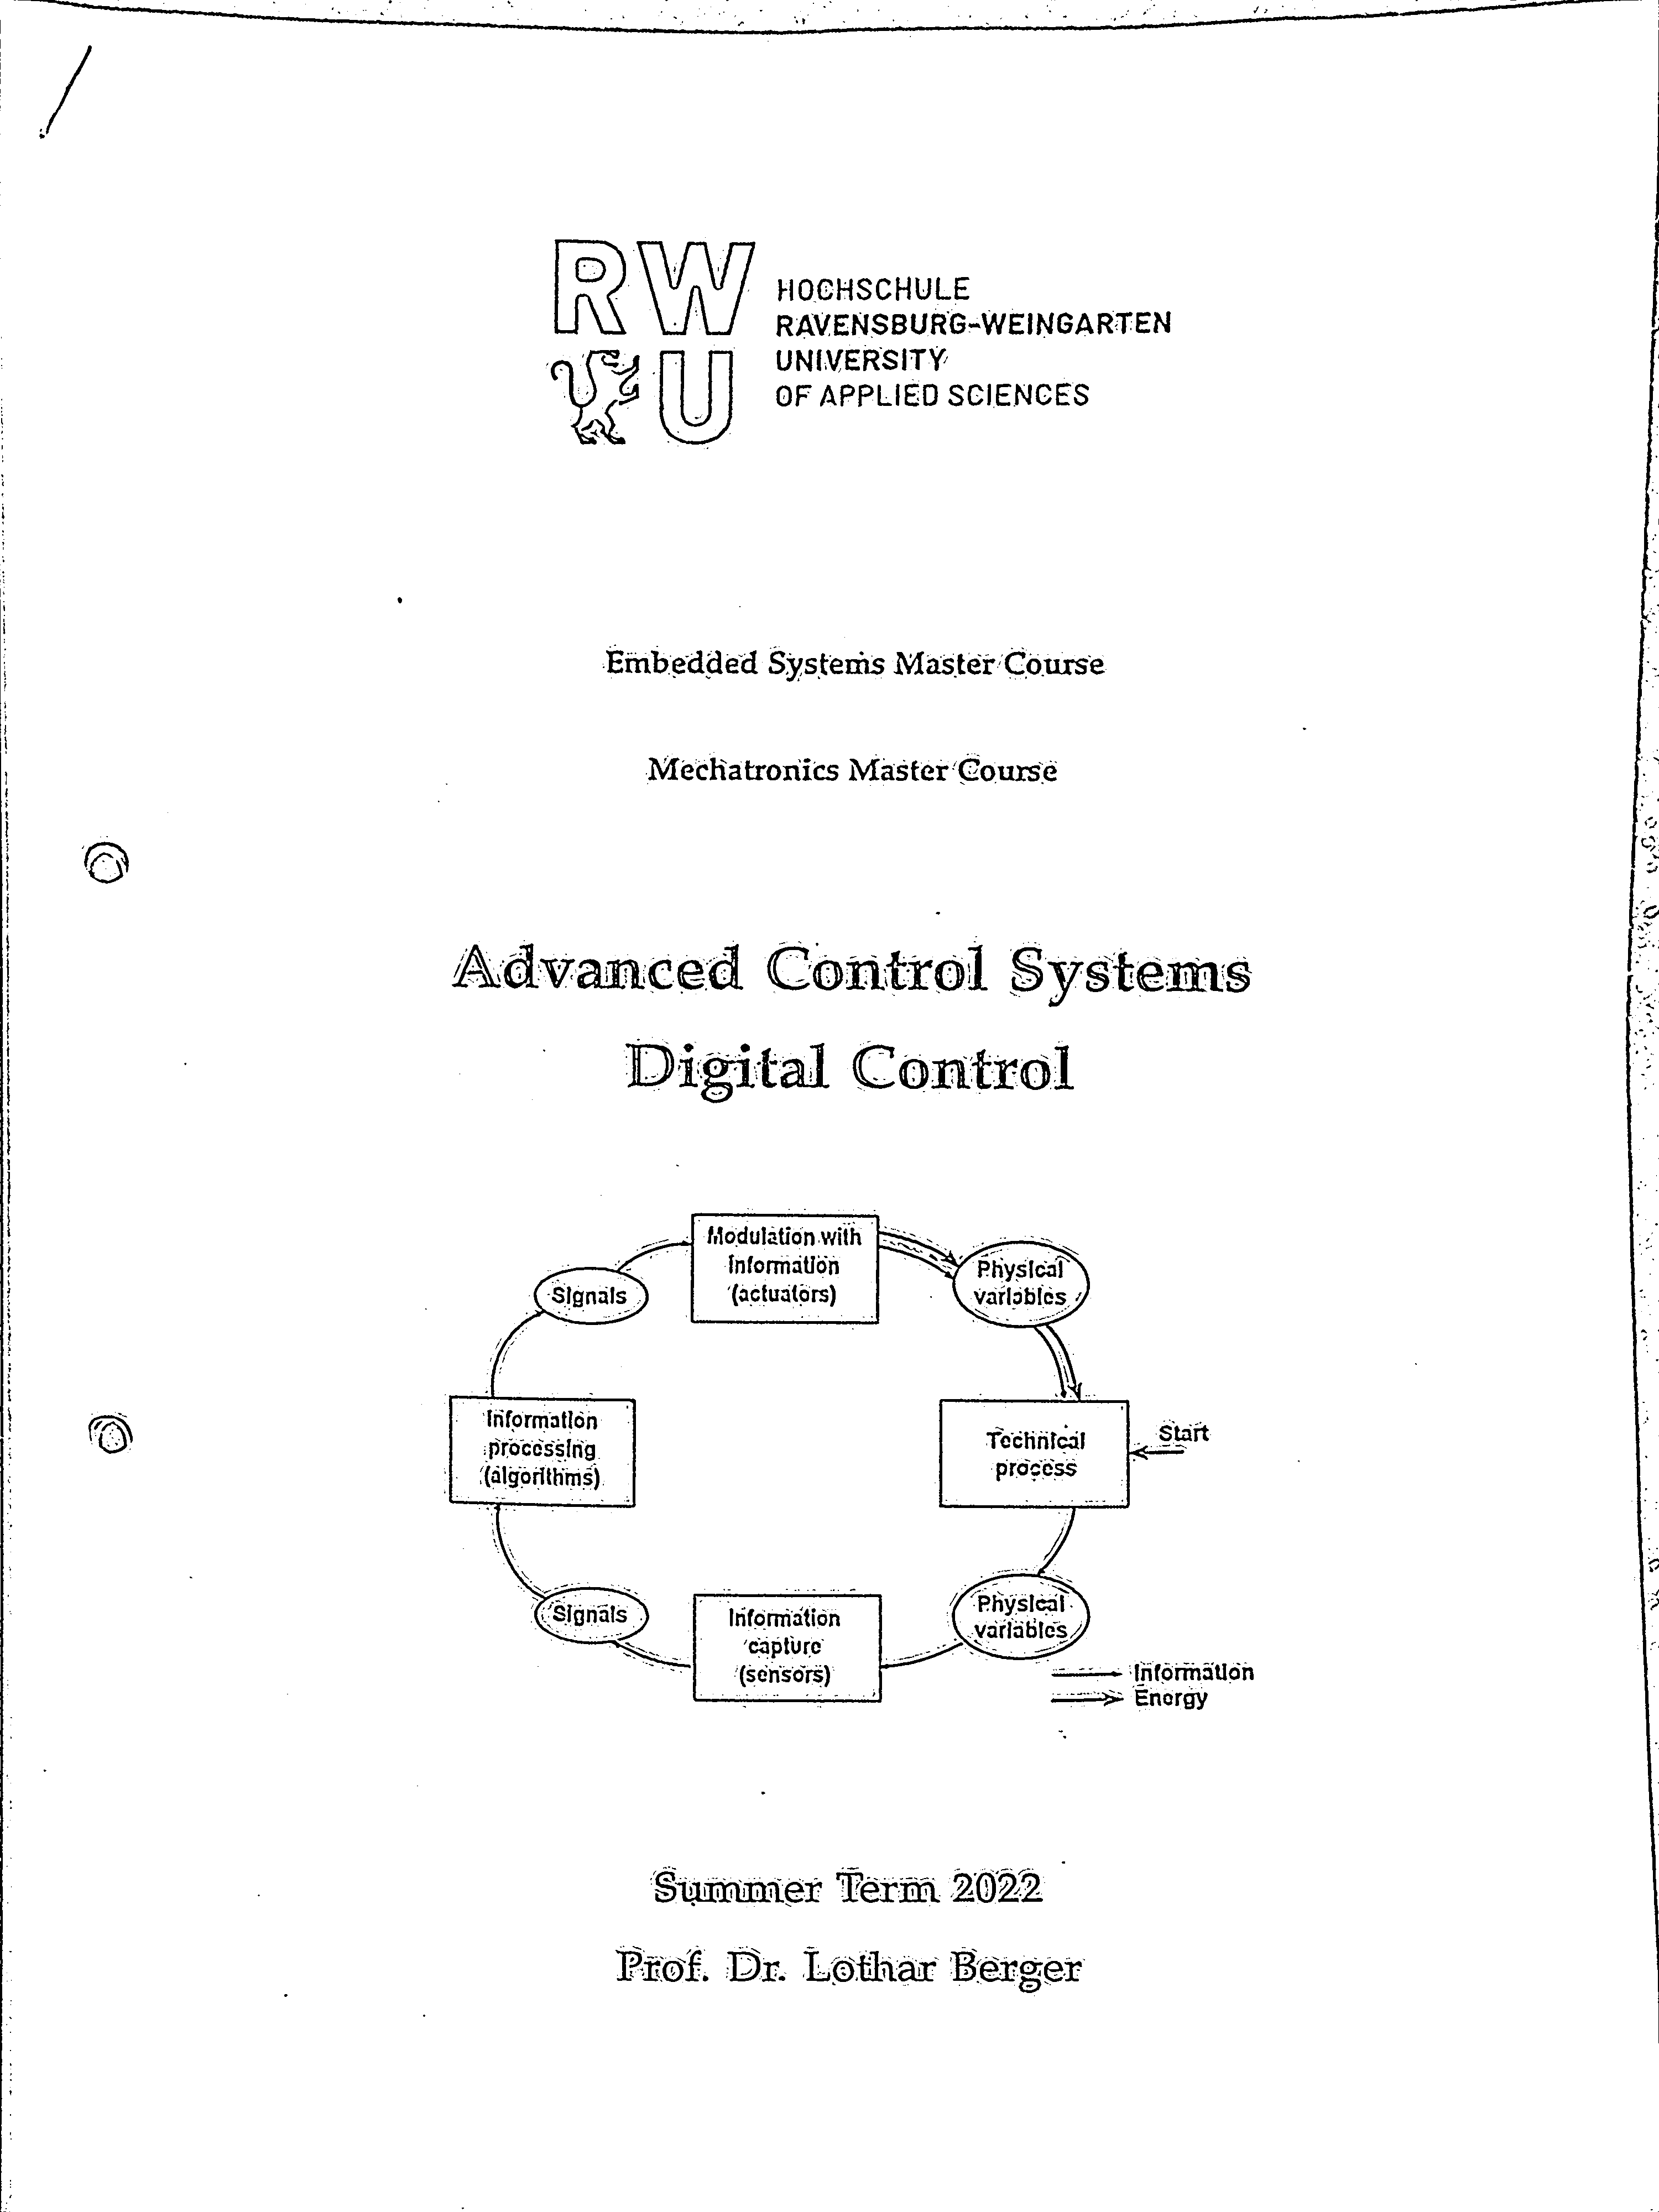 RW
U
HOCHSCHULE
RAVENSBURG-WEINGARTEN
UNIVERSITY
OF APPLIED SCIENCES
Embedded Systems Master Course
Mechatronics Master Course
Advanced Control Systems
Digital Control
Modulation with
Information
(actuators)
Physical
variables
Signals
Information
processing
(algorithms)
Technical
process
Start
Signals
Information
capture
(sensors)
Physical
variables
Information
Energy
Summer Term 2022
Prof. Dr. Lothar Berger